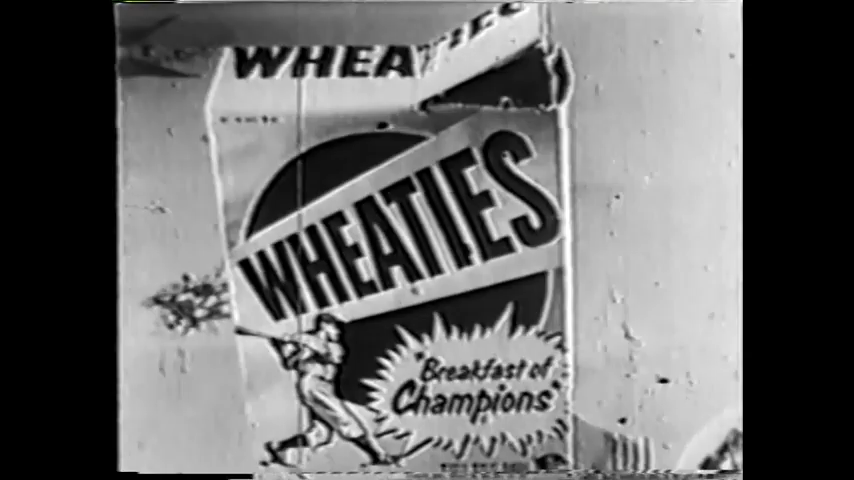 WHEATIES
WHEATIES
"Breakfast of
Champions"